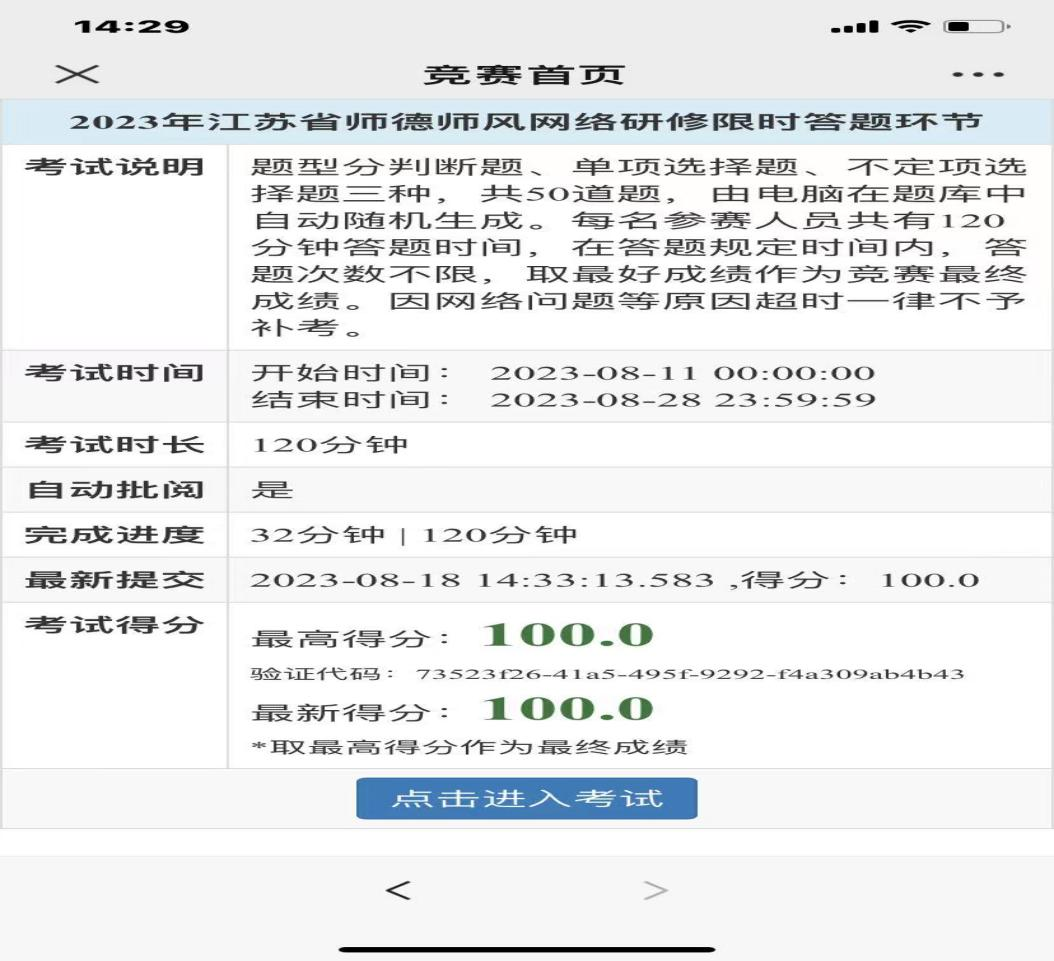 14:29
竞赛首页
2023年江苏省师德师风网络研修限时答题环节
考试说明
题型分判断题、单项选择题、不定项选
择题三种，共50道题，由电脑在题库中
自动随机生成。每名参赛人员共有120
分钟答题时间，在答题规定时间内，答
题次数不限，取最好成绩作为竞赛最终
成绩。因网络问题等原因超时一律不予
补考。
考试时间
开始时间： 2023-08-11 00:00:00
结束时间： 2023-08-28 23:59:59
考试时长 120分钟
自动批阅 是
完成进度 32分钟 | 120分钟
最新提交 2023-08-18 14:33:13.583 ,得分： 100.0
考试得分
最高得分： 100.0
验证代码： 73523f26-41a5-495f-9292-f4a309ab4b43
最新得分： 100.0
*取最高得分作为最终成绩
点击进入考试